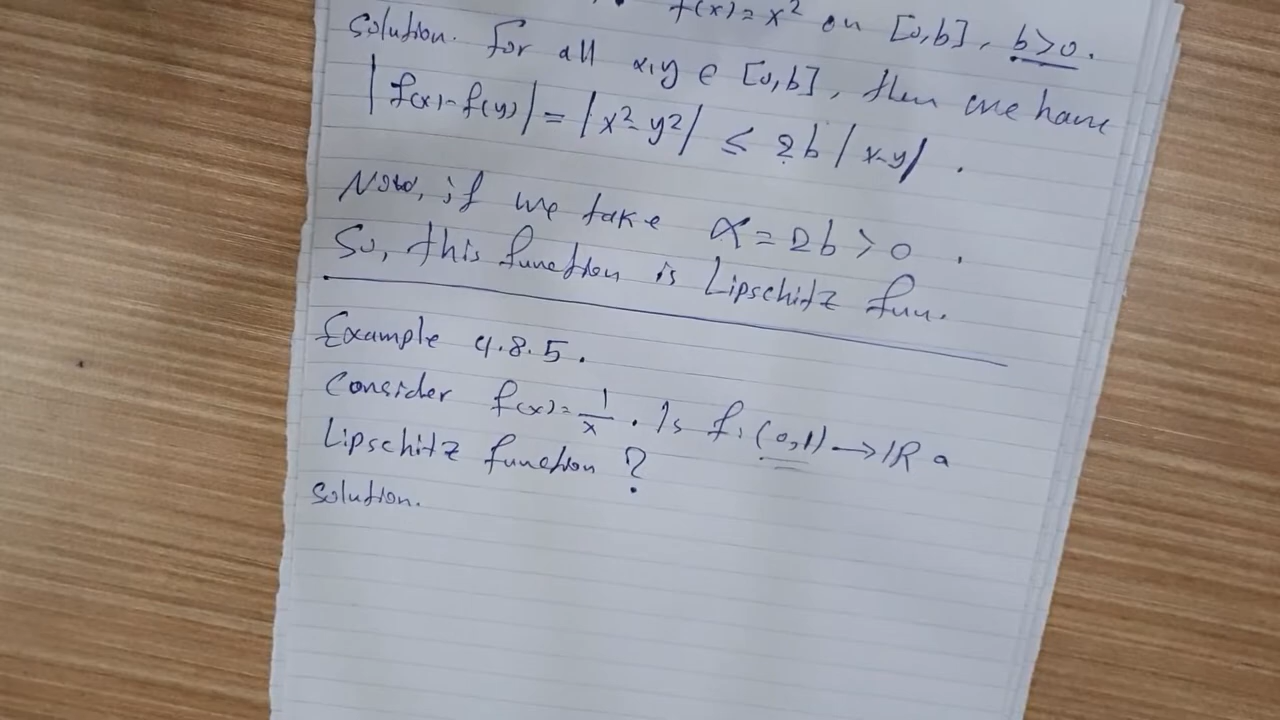 f(x)=x² on [0,b], b>0.
Solution. for all x,y ∈ [0,b], then we have
|f(x)-f(y)|=|x²-y²| ≤ 2b|x-y|.
Now, if we take α=2b>0.
So, this function is Lipschitz fun.
Example 4.8.5.
Consider f(x)=1/x. Is f:(0,1)→IR a
Lipschitz function?
Solution.